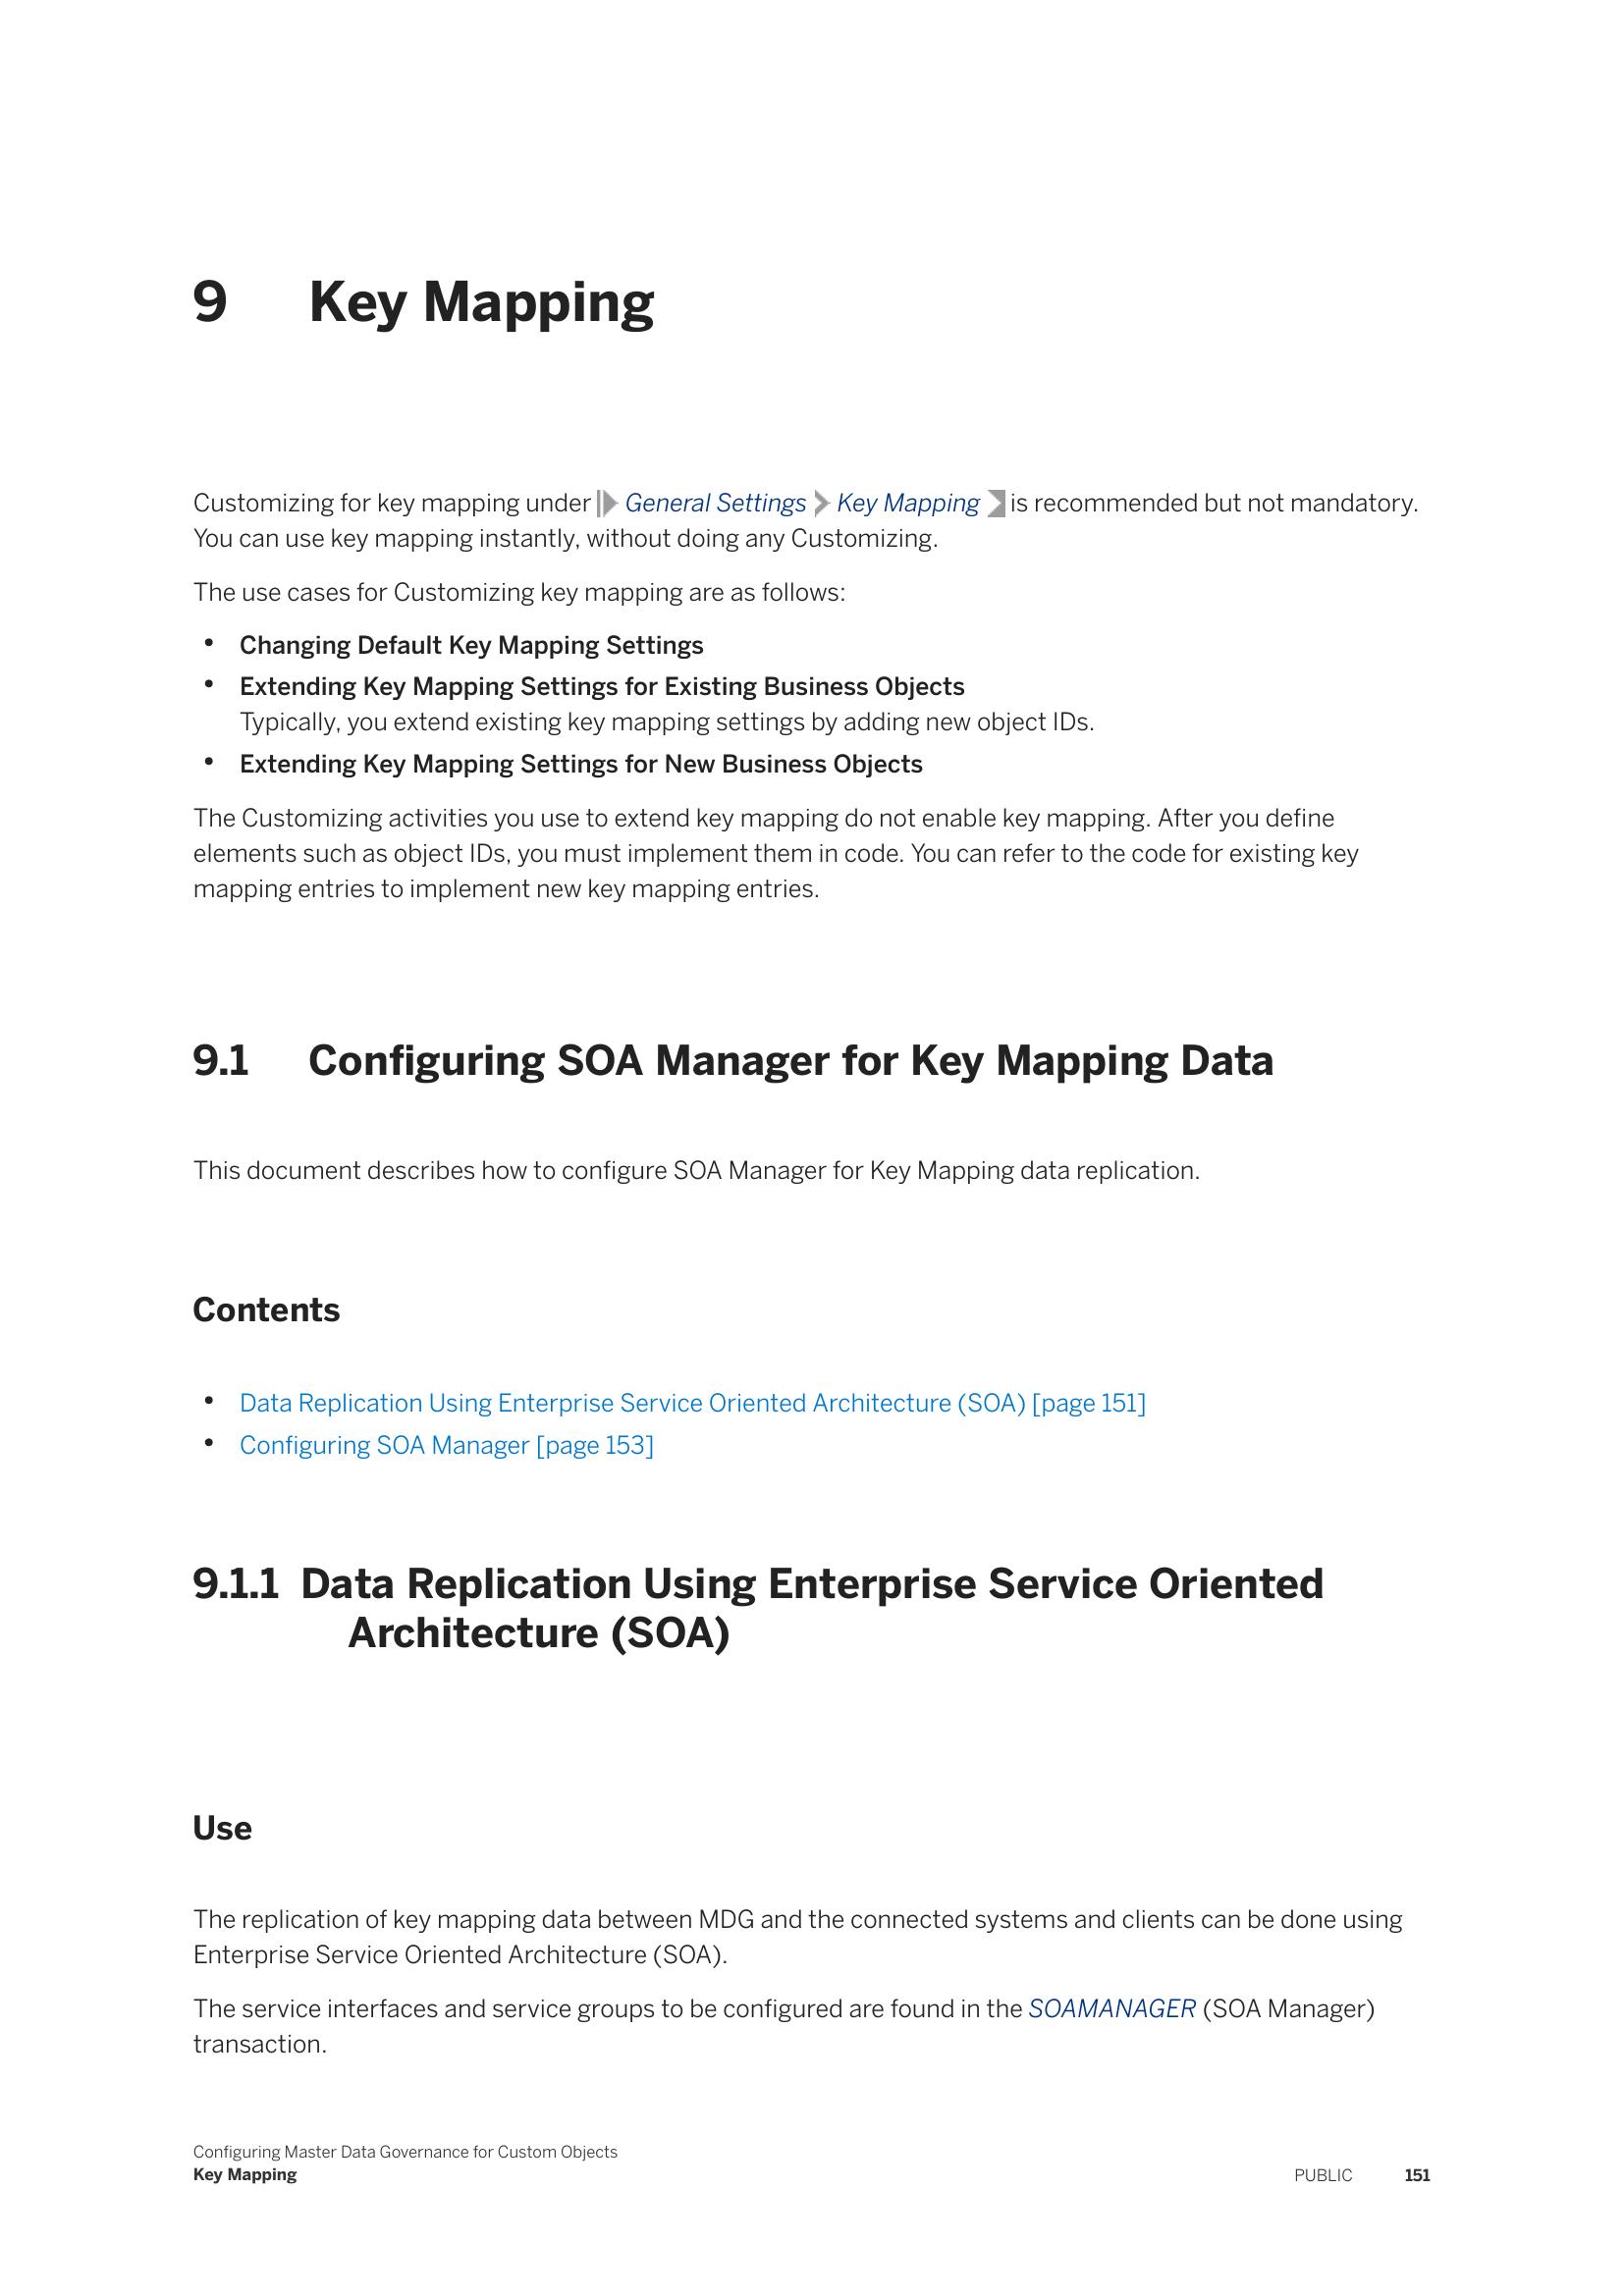 9 Key Mapping
Customizing for key mapping under General Settings Key Mapping is recommended but not mandatory.
You can use key mapping instantly, without doing any Customizing.
The use cases for Customizing key mapping are as follows:
• Changing Default Key Mapping Settings
• Extending Key Mapping Settings for Existing Business Objects
Typically, you extend existing key mapping settings by adding new object IDs.
• Extending Key Mapping Settings for New Business Objects
The Customizing activities you use to extend key mapping do not enable key mapping. After you define
elements such as object IDs, you must implement them in code. You can refer to the code for existing key
mapping entries to implement new key mapping entries.
9.1 Configuring SOA Manager for Key Mapping Data
This document describes how to configure SOA Manager for Key Mapping data replication.
Contents
• Data Replication Using Enterprise Service Oriented Architecture (SOA) [page 151]
• Configuring SOA Manager [page 153]
9.1.1 Data Replication Using Enterprise Service Oriented
Architecture (SOA)
Use
The replication of key mapping data between MDG and the connected systems and clients can be done using
Enterprise Service Oriented Architecture (SOA).
The service interfaces and service groups to be configured are found in the SOAMANAGER (SOA Manager)
transaction.
Configuring Master Data Governance for Custom Objects
Key Mapping
PUBLIC 151